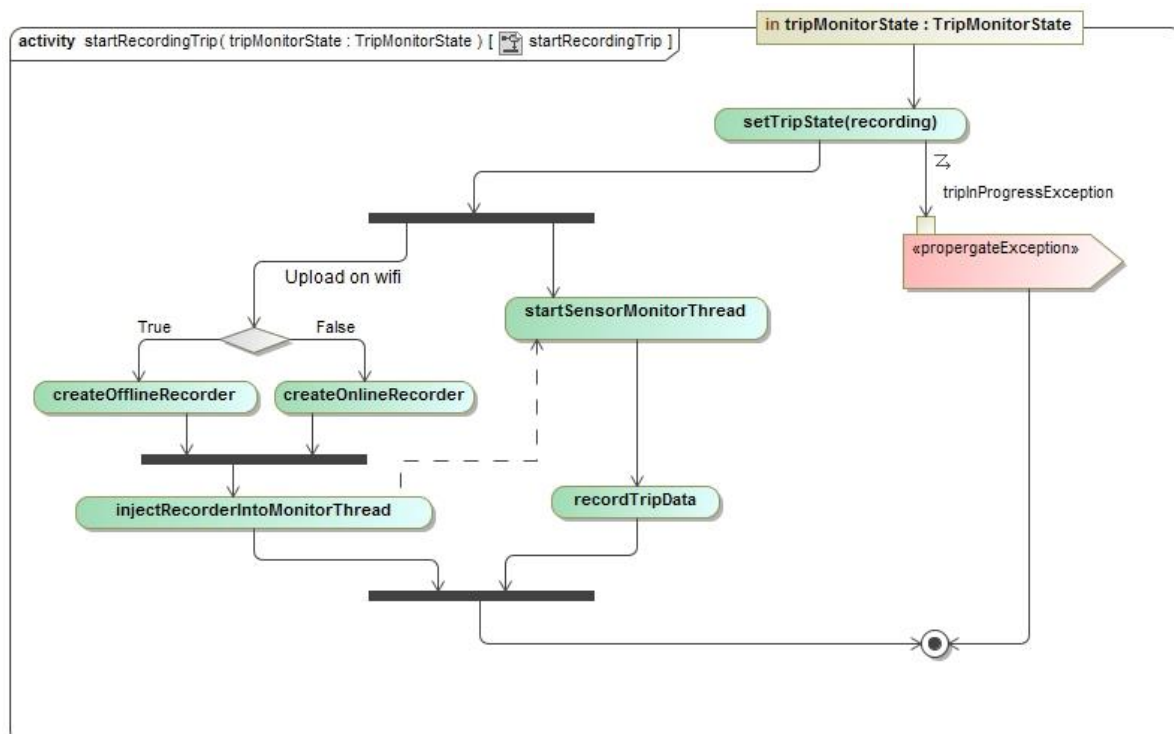 in tripMonitorState : TripMonitorState
activity startRecordingTrip( tripMonitorState : TripMonitorState ) [ startRecordingTrip ]
setTripState(recording)
tripInProgressException
«propergateException»
Upload on wifi
startSensorMonitorThread
True
False
createOfflineRecorder
createOnlineRecorder
injectRecorderIntoMonitorThread
recordTripData